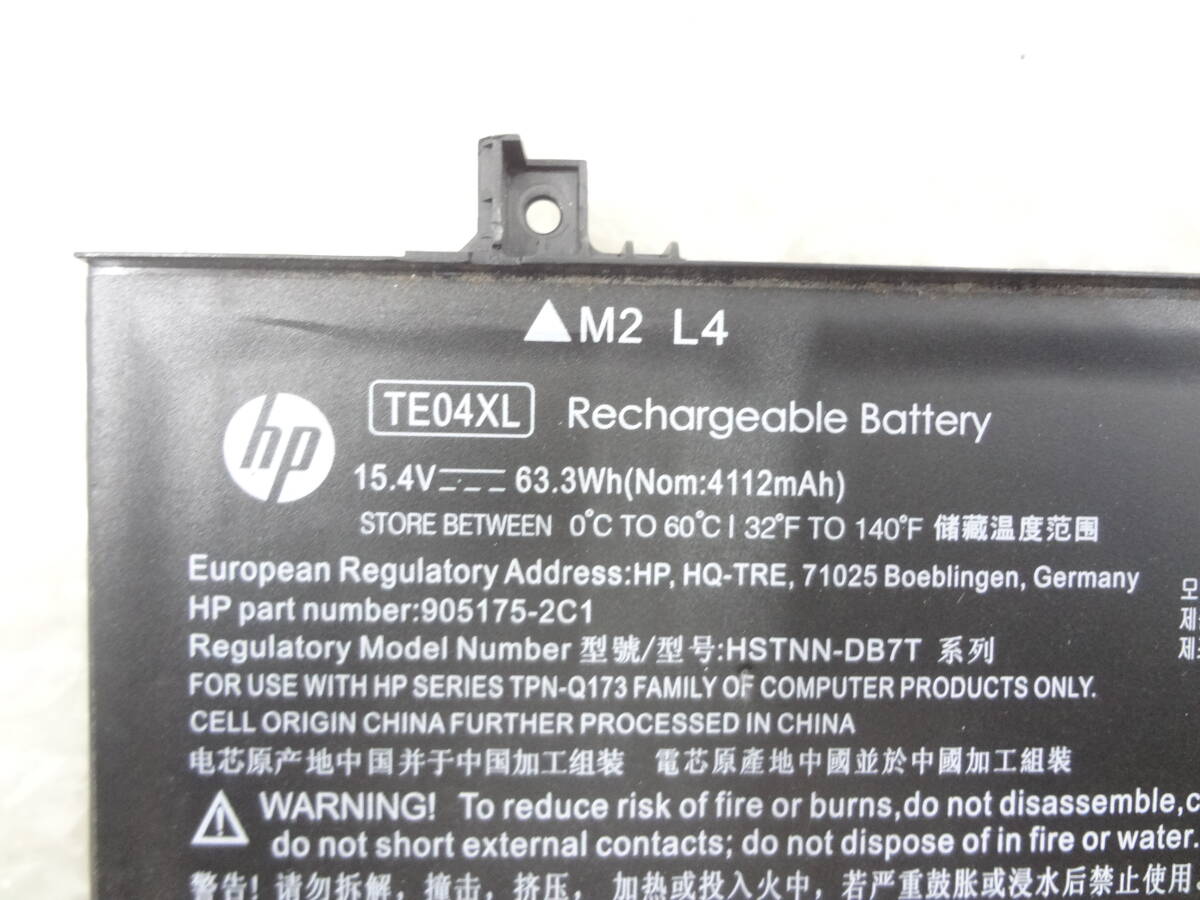 M2 L4
hp
TE04XL Rechargeable Battery
15.4V 63.3Wh(Nom:4112mAh)
STORE BETWEEN 0°C TO 60°C | 32°F TO 140°F 储藏温度范围
European Regulatory Address:HP, HQ-TRE, 71025 Boeblingen, Germany
HP part number:905175-2C1
Regulatory Model Number 型號/型号:HSTNN-DB7T 系列
FOR USE WITH HP SERIES TPN-Q173 FAMILY OF COMPUTER PRODUCTS ONLY.
CELL ORIGIN CHINA FURTHER PROCESSED IN CHINA
电芯原产地中国并于中国加工组装 電芯原產地中國並於中國加工組裝
WARNING! To reduce risk of fire or burns,do not disassemble,
do not short external contacts; do not dispose of in fire or water.
警告! 请勿拆解，撞击，挤压， 加热或投入火中，若严重鼓胀或浸水后禁止使用。